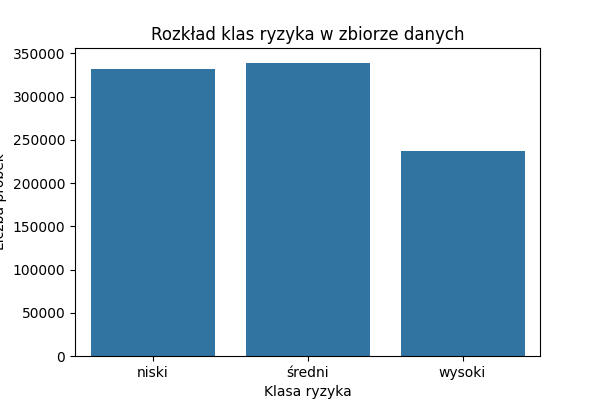 Rozkład klas ryzyka w zbiorze danych
350000
300000
250000
200000
150000
100000
50000
0
Liczba próbek
niski
średni
wysoki
Klasa ryzyka